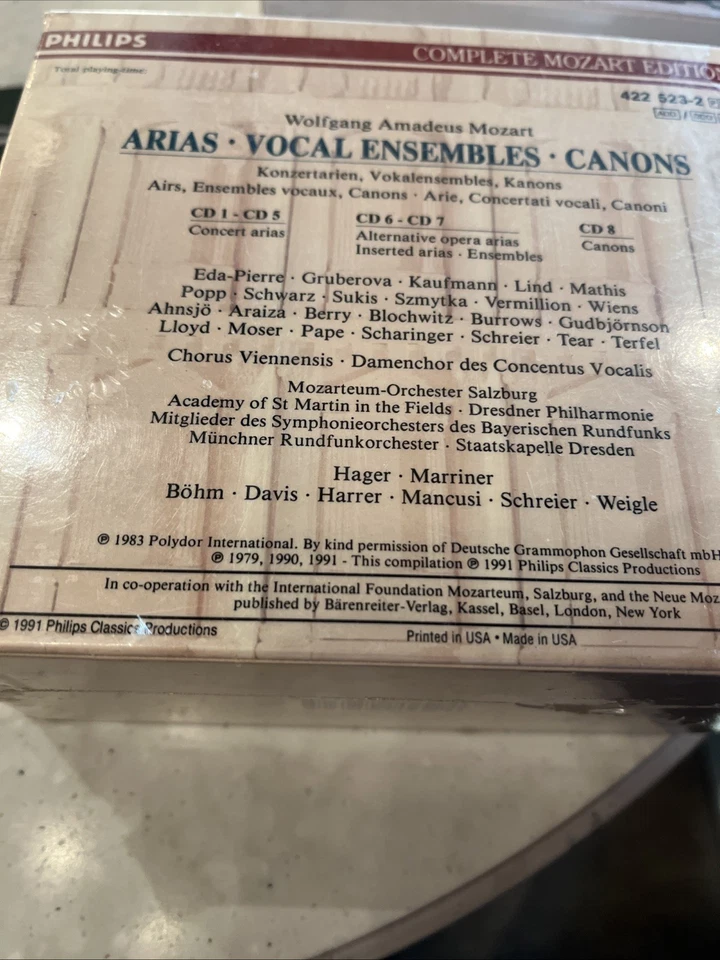 PHILIPS
COMPLETE MOZART EDITIO
Total playing-time:
422 523-2
ADD / DDD
Wolfgang Amadeus Mozart
ARIAS · VOCAL ENSEMBLES · CANONS
Konzertarien, Vokalensembles, Kanons
Airs, Ensembles vocaux, Canons · Arie, Concertati vocali, Canoni
CD 1 - CD 5
Concert arias
CD 6 - CD 7
Alternative opera arias
Inserted arias · Ensembles
CD 8
Canons
Eda-Pierre · Gruberova · Kaufmann · Lind · Mathis
Popp · Schwarz · Sukis · Szmytka · Vermillion · Wiens
Ahnsjö · Araiza · Berry · Blochwitz · Burrows · Gudbjörnson
Lloyd · Moser · Pape · Scharinger · Schreier · Tear · Terfel
Chorus Viennensis · Damenchor des Concentus Vocalis
Mozarteum-Orchester Salzburg
Academy of St Martin in the Fields · Dresdner Philharmonie
Mitglieder des Symphonieorchesters des Bayerischen Rundfunks
Münchner Rundfunkorchester · Staatskapelle Dresden
Hager · Marriner
Böhm · Davis · Harrer · Mancusi · Schreier · Weigle
℗ 1983 Polydor International. By kind permission of Deutsche Grammophon Gesellschaft mbH
℗ 1979, 1990, 1991 - This compilation ℗ 1991 Philips Classics Productions
In co-operation with the International Foundation Mozarteum, Salzburg, and the Neue Moz
published by Bärenreiter-Verlag, Kassel, Basel, London, New York
© 1991 Philips Classics Productions
Printed in USA • Made in USA